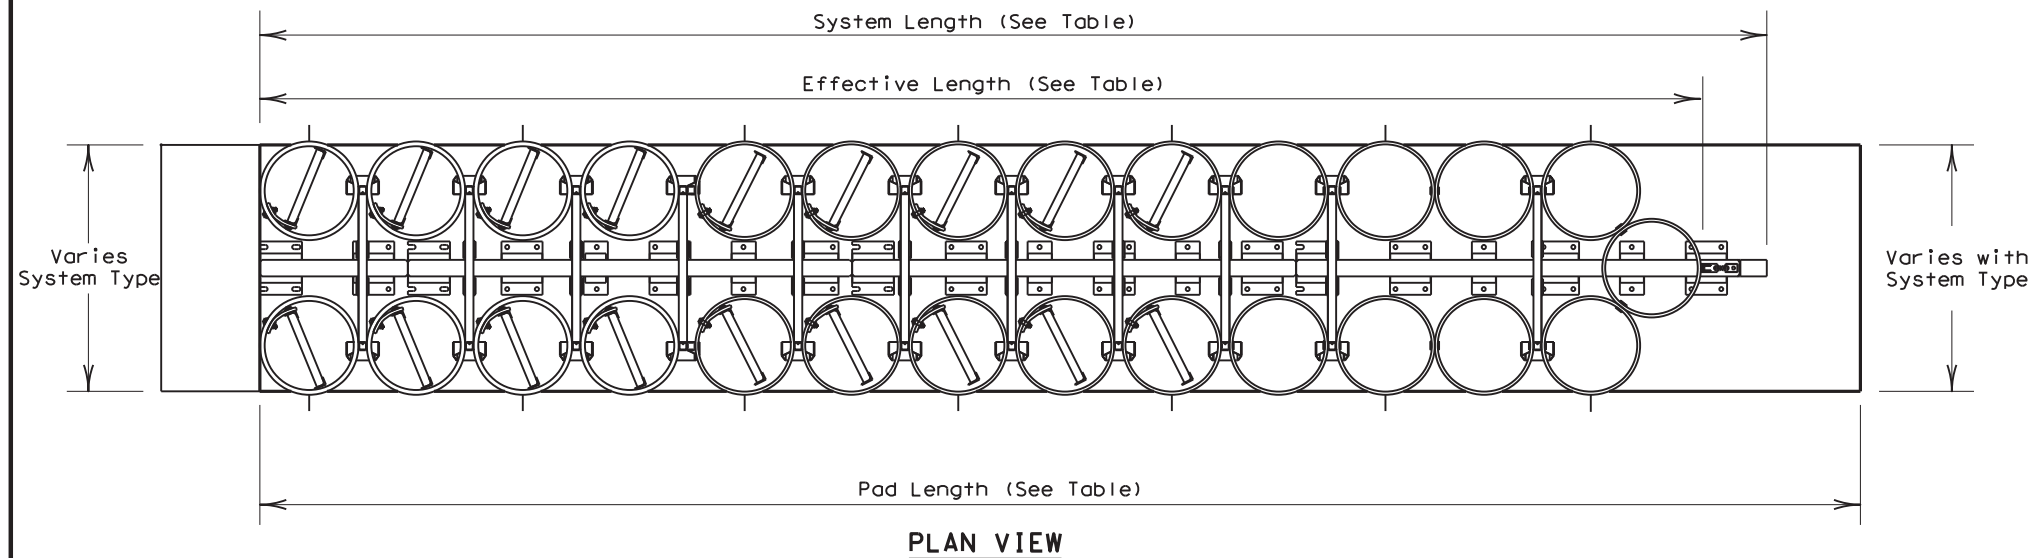 System Length (See Table)
Effective Length (See Table)
Varies
System Type
Varies with
System Type
Pad Length (See Table)
PLAN VIEW